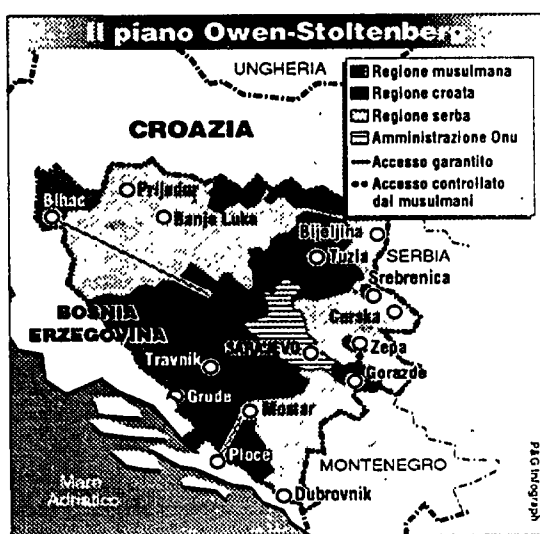 Il piano Owen-Stoltenberg
UNGHERIA
Regione musulmana
Regione croata
Regione serba
Amministrazione Onu
Accesso garantito
Accesso controllato
dai musulmani
CROAZIA
Prijedor
Bihac
Banja Luka
Bijeljina
Tuzla
SERBIA
Srebrenica
BOSNIA
ERZEGOVINA
Cerska
Travnik
SARAJEVO
Zepa
Gorazde
Grude
Mostar
Ploce
MONTENEGRO
Mare
Adriatico
Dubrovnik
P&G Infograph